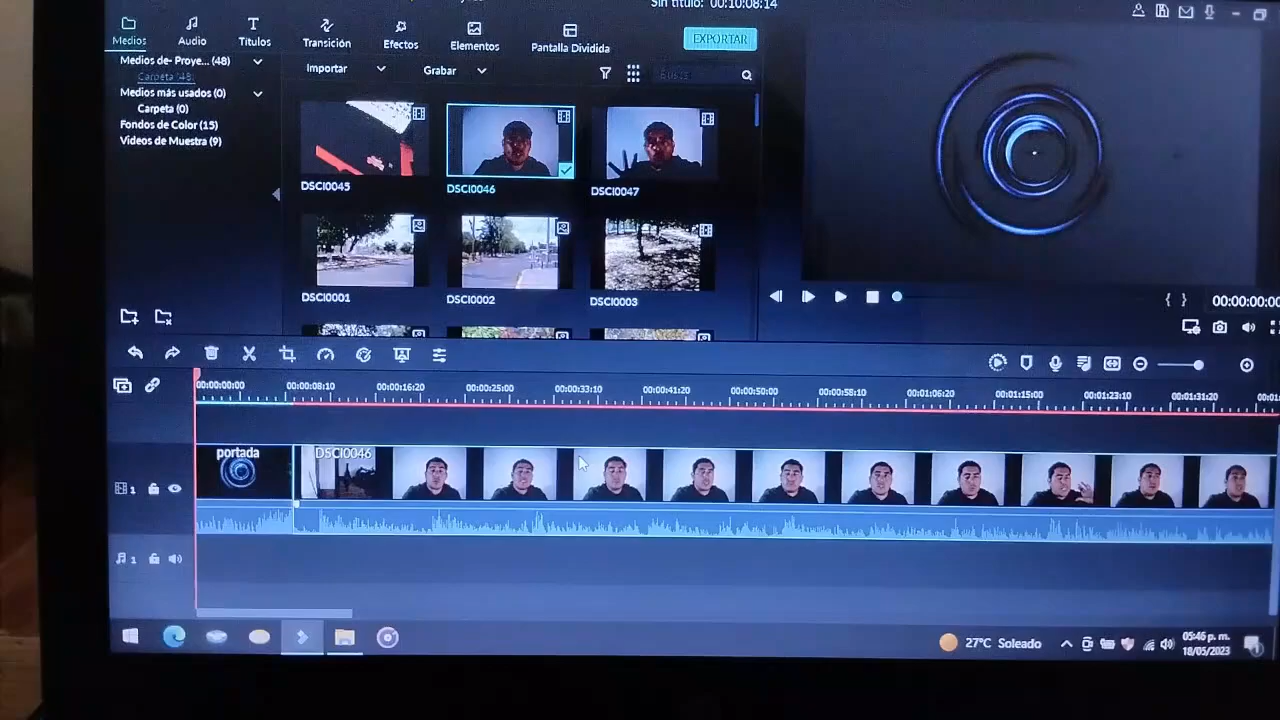 Sin título: 00:10:08:14
Medios
Audio
Títulos
Transición
Efectos
Elementos
Pantalla Dividida
EXPORTAR
Medios de- Proye... (48)
Carpeta (48)
Medios más usados (0)
Carpeta (0)
Fondos de Color (15)
Videos de Muestra (9)
Importar
Grabar
DSCI0045
DSCI0046
DSCI0047
DSCI0001
DSCI0002
DSCI0003
{ }
00:00:00:00
00:00:00:00
00:00:08:10
00:00:16:20
00:00:25:00
00:00:33:10
00:00:41:20
00:00:50:00
00:00:58:10
00:01:06:20
00:01:15:00
00:01:23:10
00:01:31:20
portada
DSCI0046
1
1
27°C Soleado
05:46 p. m.
18/05/2023